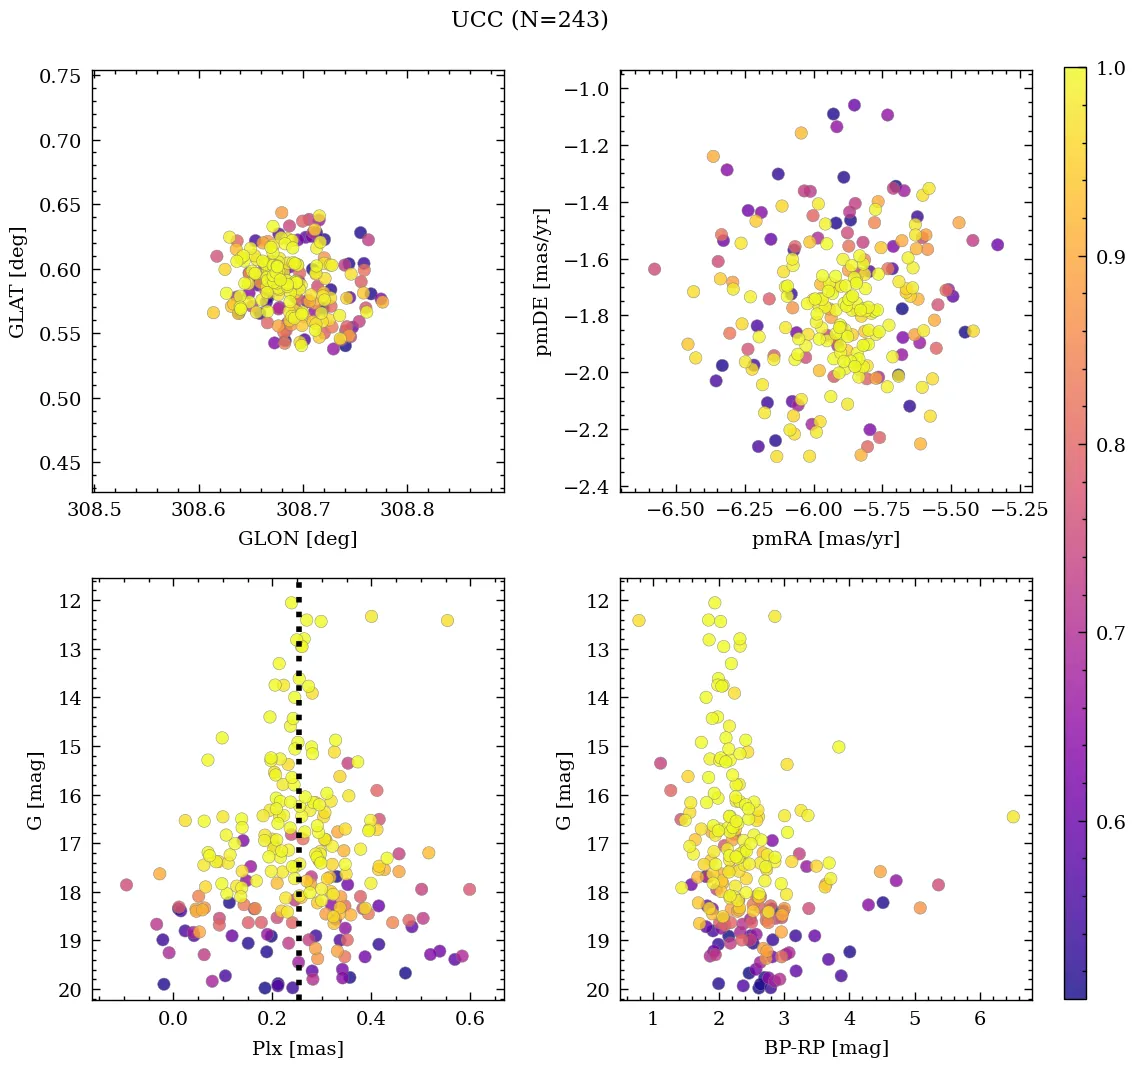 UCC (N=243)
0.75
0.70
0.65
0.60
0.55
0.50
0.45
GLAT [deg]
308.5 308.6 308.7 308.8
GLON [deg]
−1.0
−1.2
−1.4
−1.6
−1.8
−2.0
−2.2
−2.4
pmDE [mas/yr]
−6.50 −6.25 −6.00 −5.75 −5.50 −5.25
pmRA [mas/yr]
1.0
0.9
0.8
0.7
0.6
12
13
14
15
16
17
18
19
20
G [mag]
0.0 0.2 0.4 0.6
Plx [mas]
12
13
14
15
16
17
18
19
20
G [mag]
1 2 3 4 5 6
BP-RP [mag]